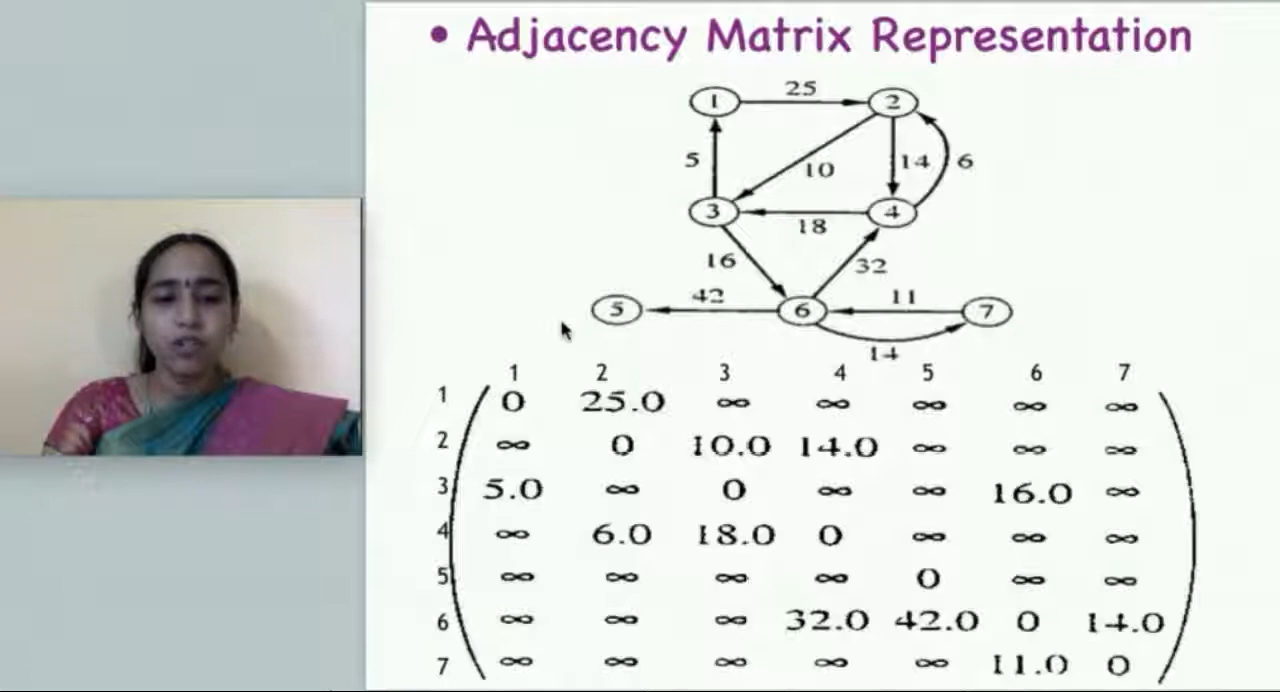 • Adjacency Matrix Representation
1 25 2
5 10 14 6
3 18 4
16 32
5 42 6 11 7
14
1 2 3 4 5 6 7
1 0 25.0 ∞ ∞ ∞ ∞ ∞
2 ∞ 0 10.0 14.0 ∞ ∞ ∞
3 5.0 ∞ 0 ∞ ∞ 16.0 ∞
4 ∞ 6.0 18.0 0 ∞ ∞ ∞
5 ∞ ∞ ∞ ∞ 0 ∞ ∞
6 ∞ ∞ ∞ 32.0 42.0 0 14.0
7 ∞ ∞ ∞ ∞ ∞ 11.0 0